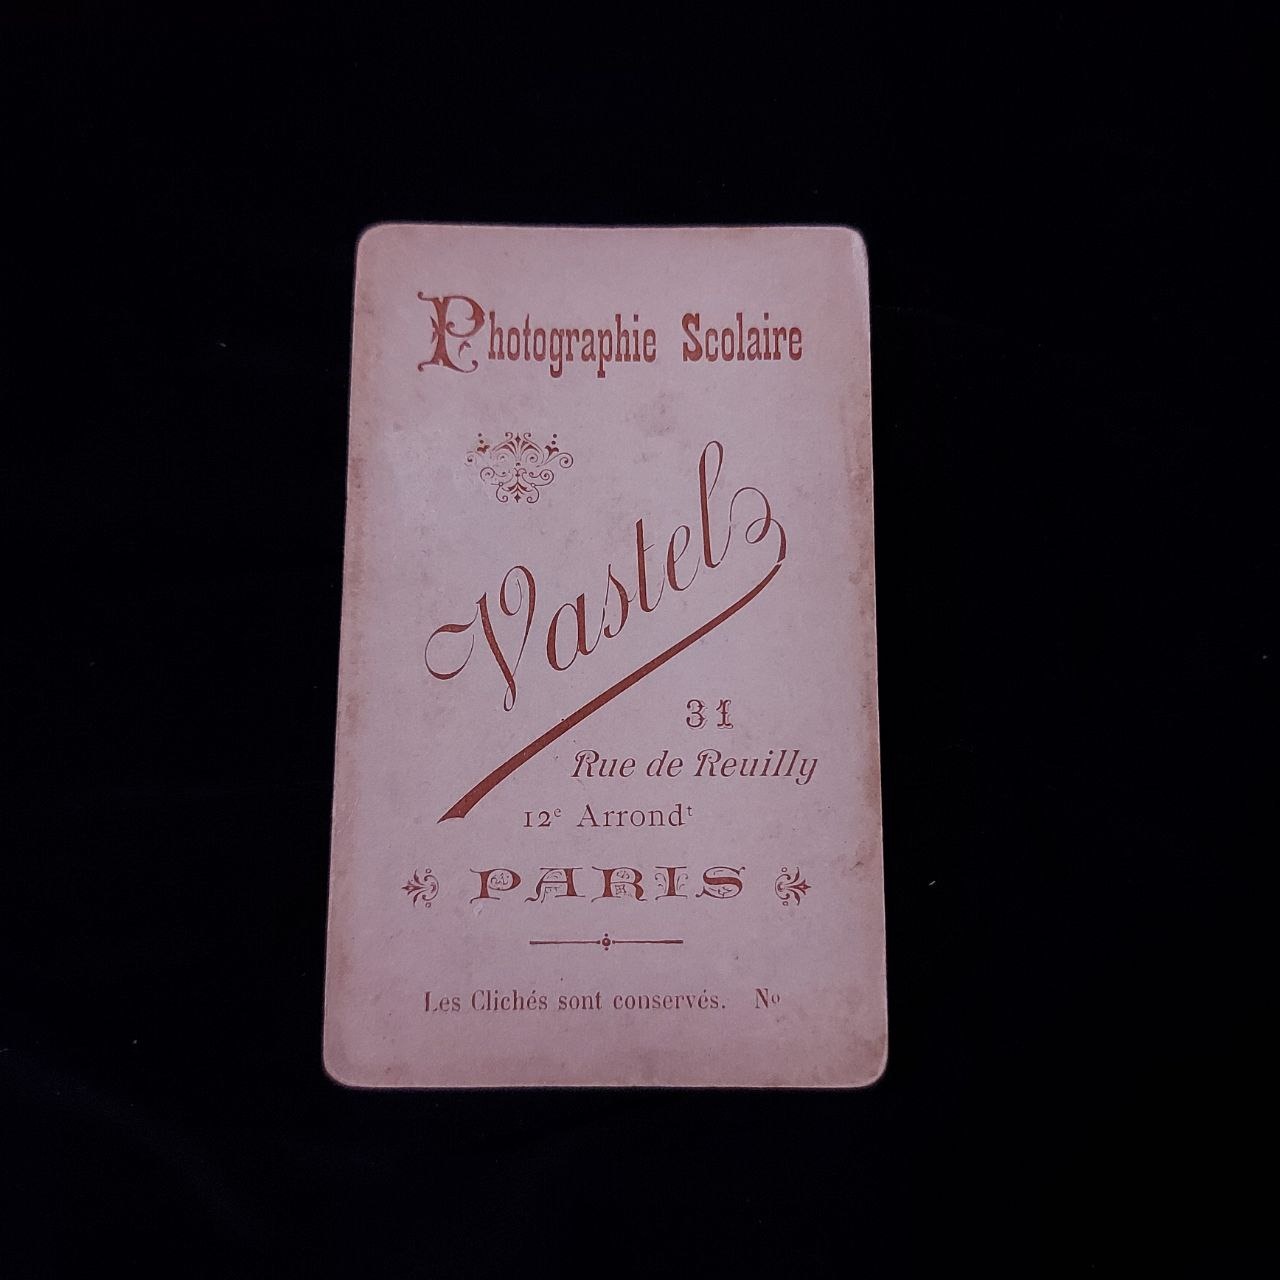 Photographie Scolaire
Vastel
31
Rue de Reuilly
12e Arrondt
PARIS
Les Clichés sont conservés. No